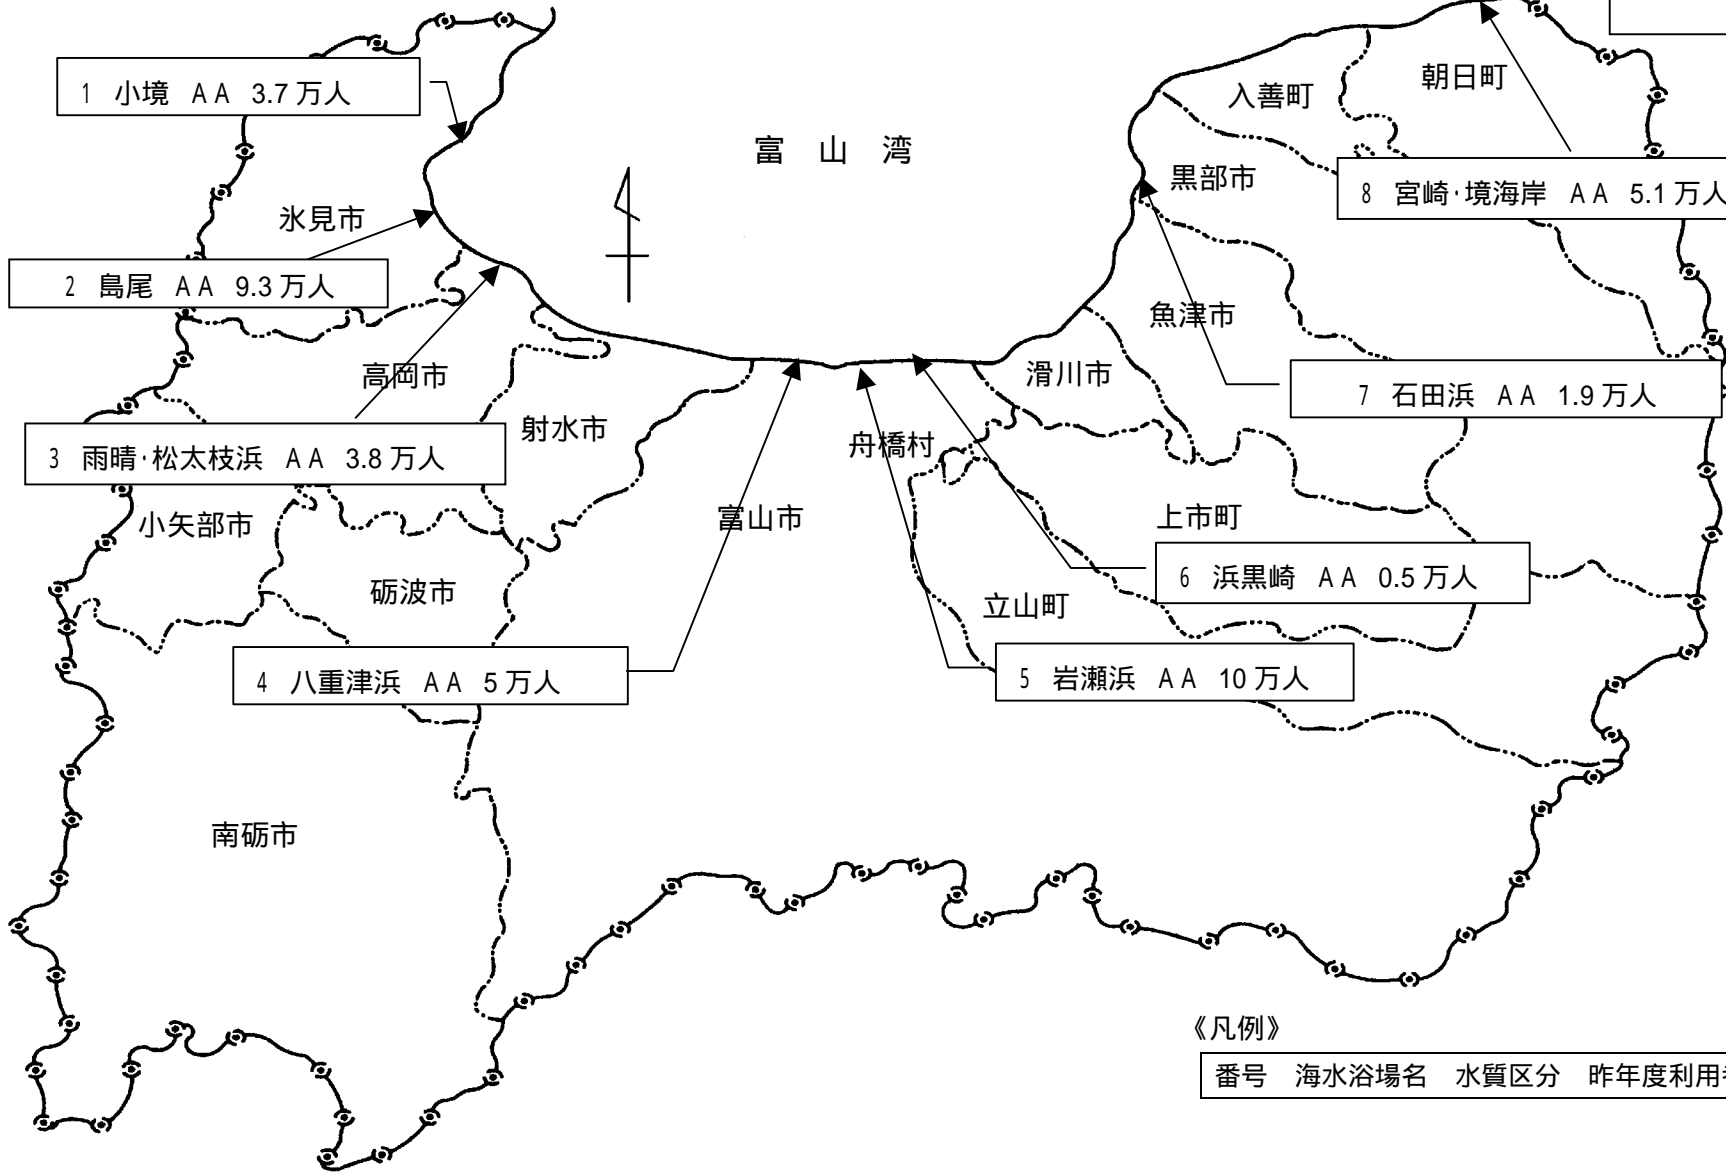 富 山 湾
1 小境 AA 3.7万人
氷見市
2 島尾 AA 9.3万人
高岡市
3 雨晴・松太枝浜 AA 3.8万人
射水市
小矢部市
砺波市
4 八重津浜 AA 5万人
南砺市
富山市
舟橋村
滑川市
魚津市
黒部市
入善町
朝日町
8 宮崎・境海岸 AA 5.1万人
7 石田浜 AA 1.9万人
上市町
6 浜黒崎 AA 0.5万人
立山町
5 岩瀬浜 AA 10万人
《凡例》
番号 海水浴場名 水質区分 昨年度利用